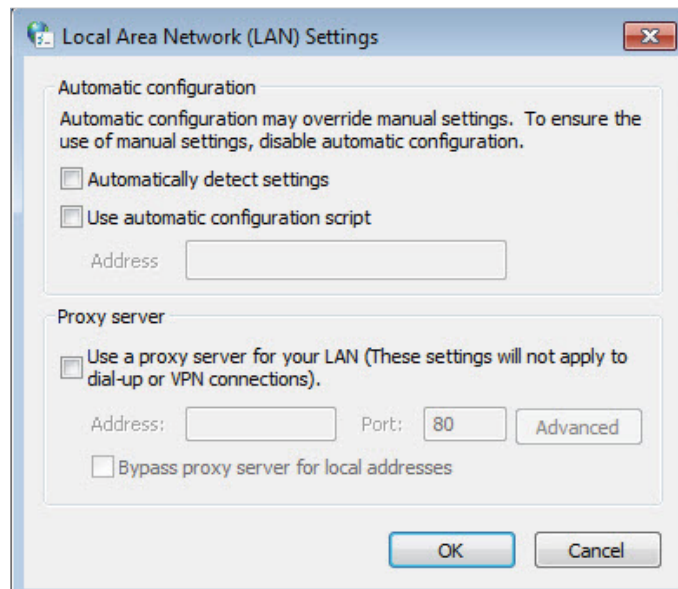 Local Area Network (LAN) Settings
Automatic configuration
Automatic configuration may override manual settings. To ensure the
use of manual settings, disable automatic configuration.
Automatically detect settings
Use automatic configuration script
Address
Proxy server
Use a proxy server for your LAN (These settings will not apply to
dial-up or VPN connections).
Address: Port: 80 Advanced
Bypass proxy server for local addresses
OK Cancel